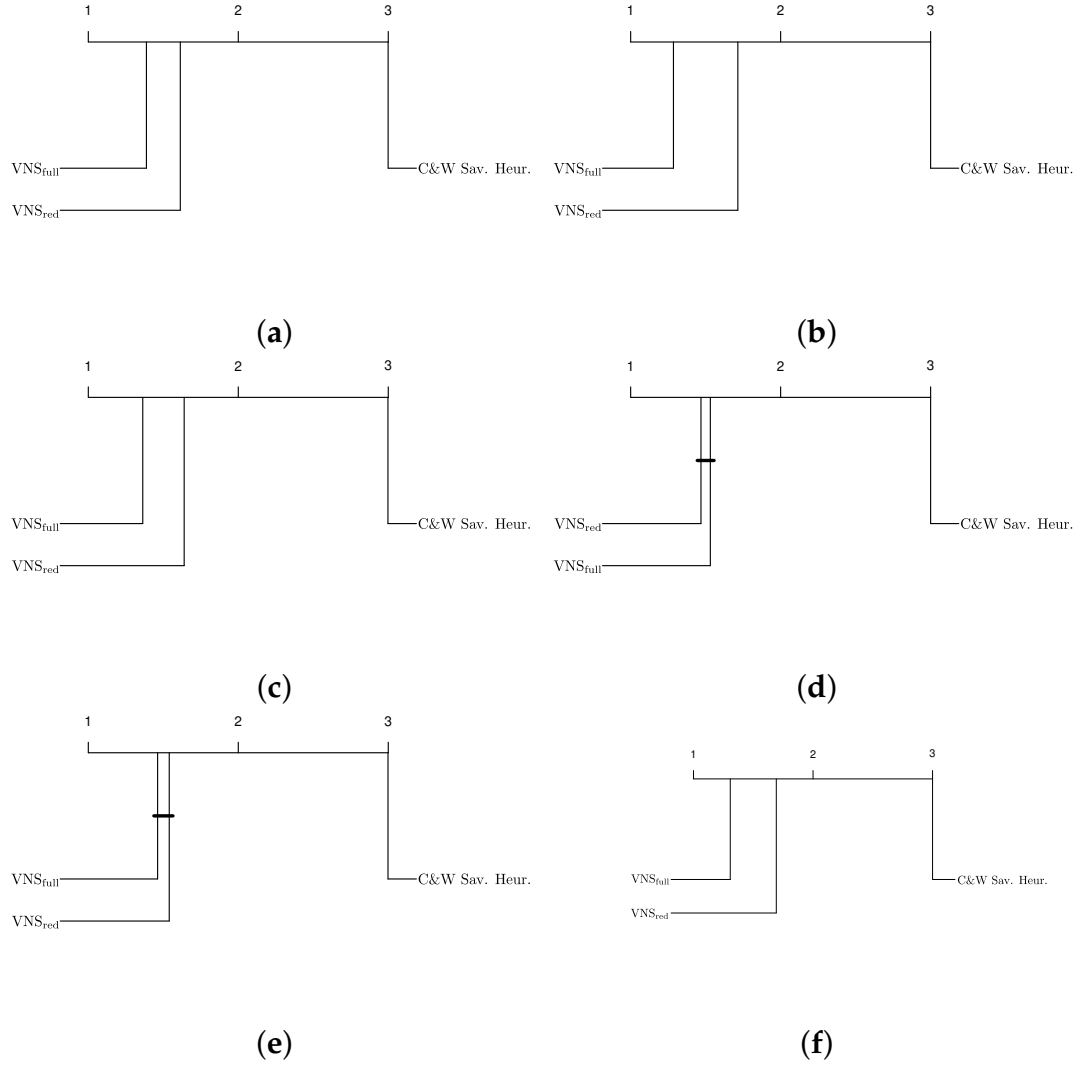 1 2 3
VNSfull C&W Sav. Heur.
VNSred
(a)
1 2 3
VNSfull C&W Sav. Heur.
VNSred
(b)
1 2 3
VNSfull C&W Sav. Heur.
VNSred
(c)
1 2 3
VNSred C&W Sav. Heur.
VNSfull
(d)
1 2 3
VNSfull C&W Sav. Heur.
VNSred
(e)
1 2 3
VNSfull C&W Sav. Heur.
VNSred
(f)